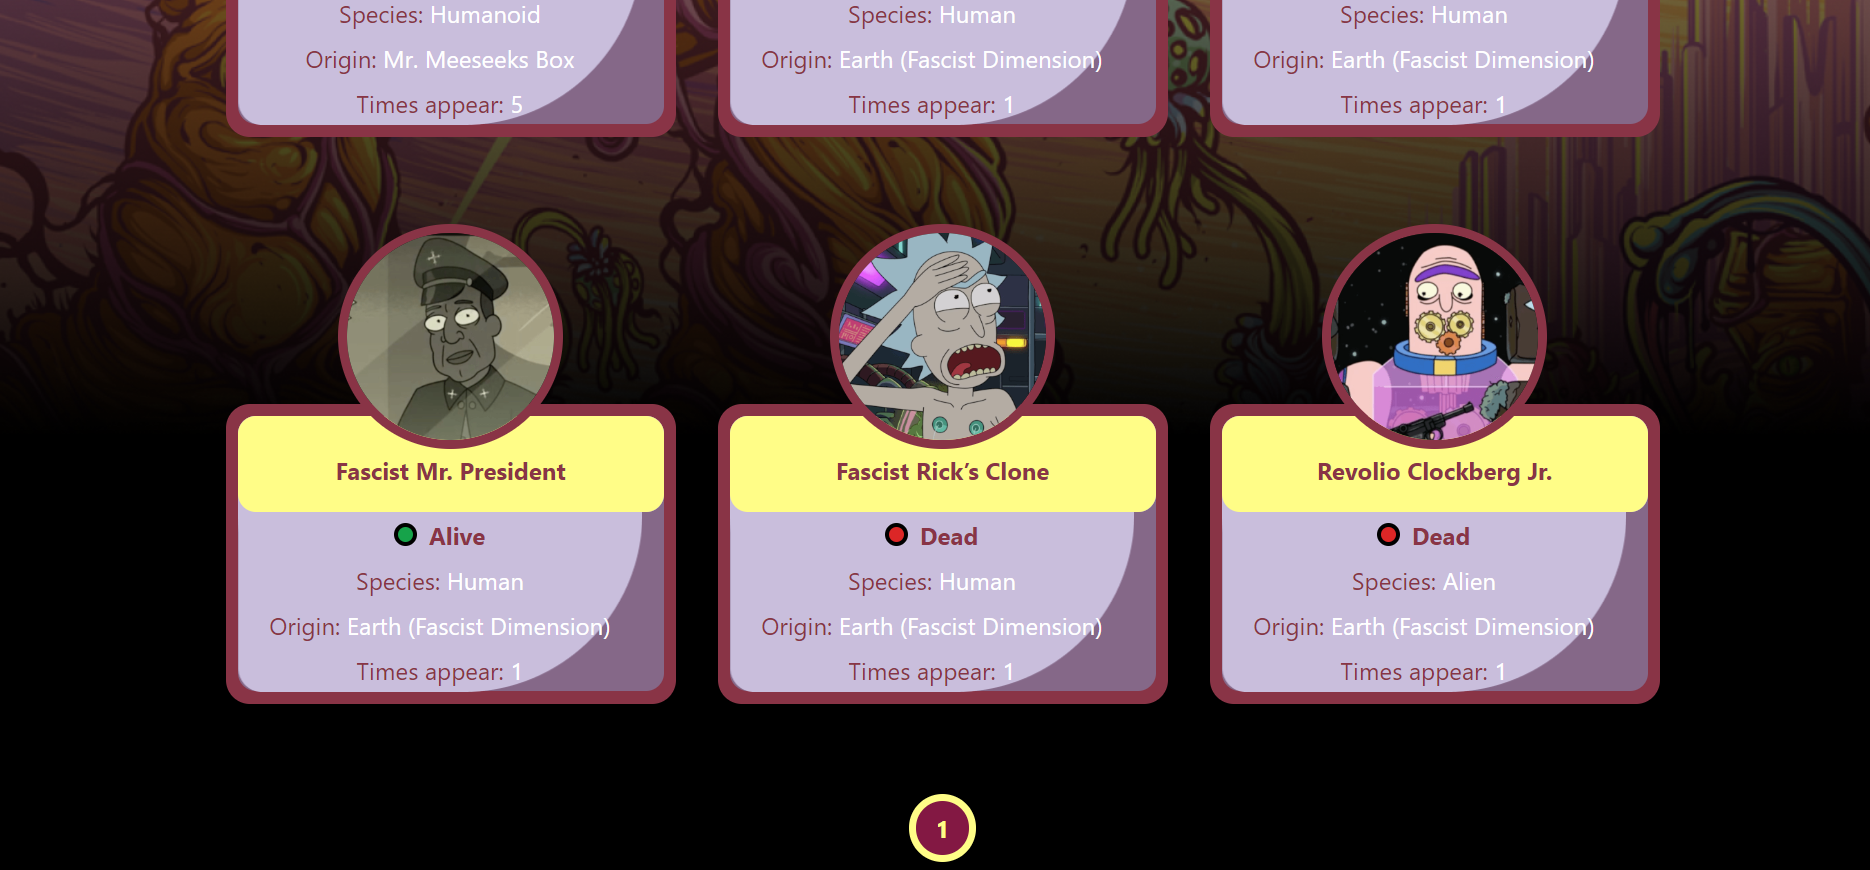 Species: Humanoid
Origin: Mr. Meeseeks Box
Times appear: 5
Species: Human
Origin: Earth (Fascist Dimension)
Times appear: 1
Species: Human
Origin: Earth (Fascist Dimension)
Times appear: 1
Fascist Mr. President
Alive
Species: Human
Origin: Earth (Fascist Dimension)
Times appear: 1
Fascist Rick’s Clone
Dead
Species: Human
Origin: Earth (Fascist Dimension)
Times appear: 1
Revolio Clockberg Jr.
Dead
Species: Alien
Origin: Earth (Fascist Dimension)
Times appear: 1
1